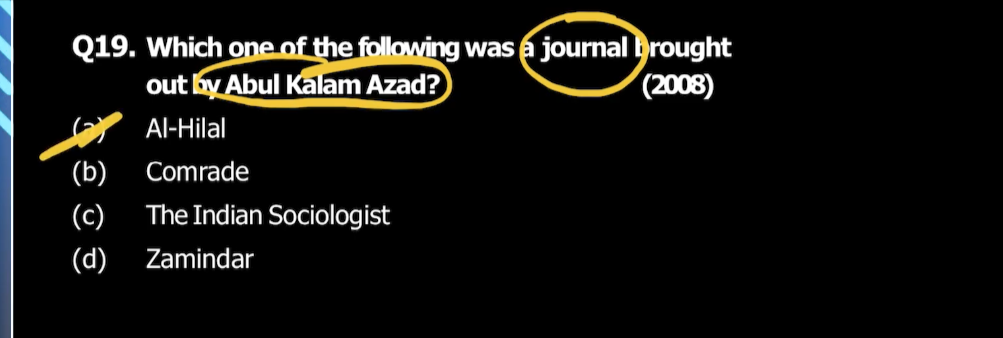 Q19. Which one of the following was a journal brought
out by Abul Kalam Azad? (2008)
(a) Al-Hilal
(b) Comrade
(c) The Indian Sociologist
(d) Zamindar